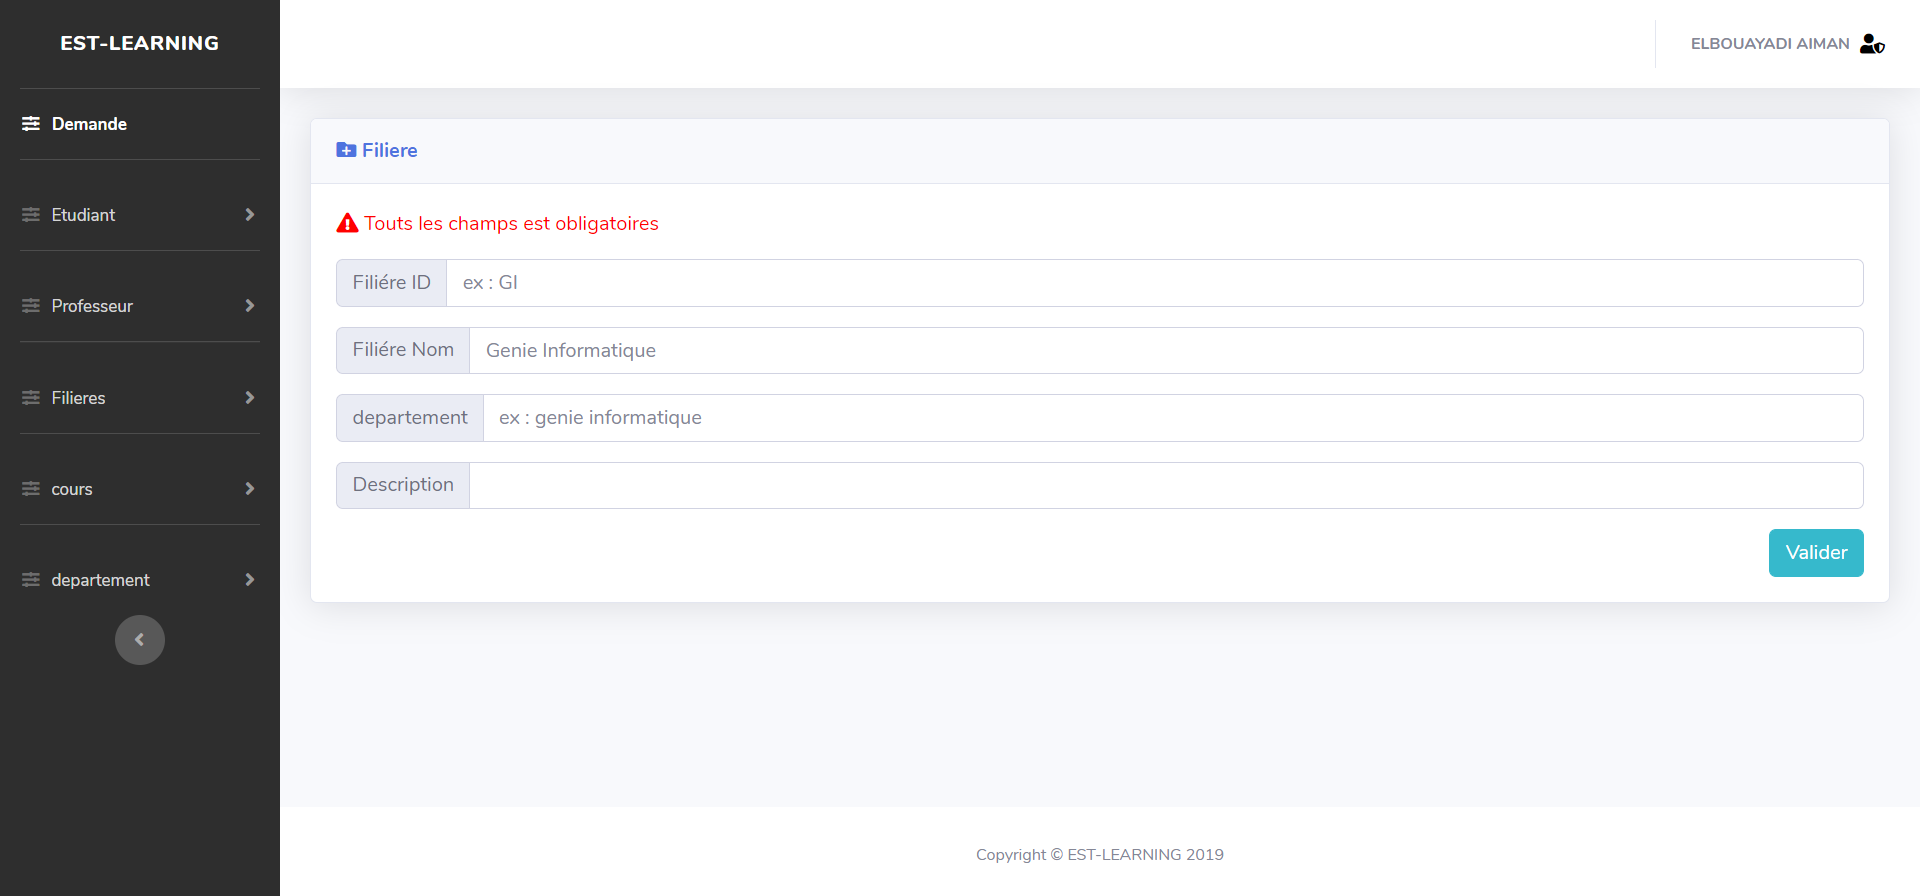 EST-LEARNING
ELBOUAYADI AIMAN
Demande
Etudiant
Professeur
Filieres
cours
departement
Filiere
Touts les champs est obligatoires
Filiére ID ex : GI
Filiére Nom Genie Informatique
departement ex : genie informatique
Description
Valider
Copyright © EST-LEARNING 2019